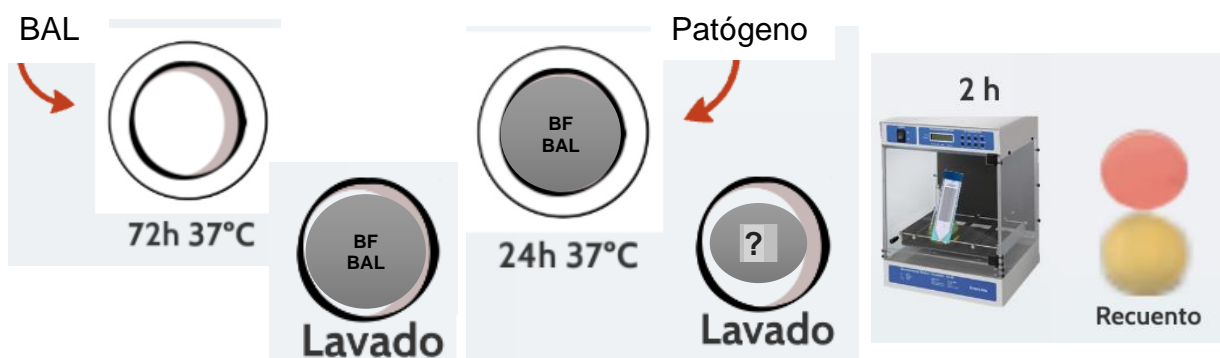 BAL
72h 37°C
BF
BAL
Lavado
BF
BAL
24h 37°C
Patógeno
?
Lavado
2 h
Recuento